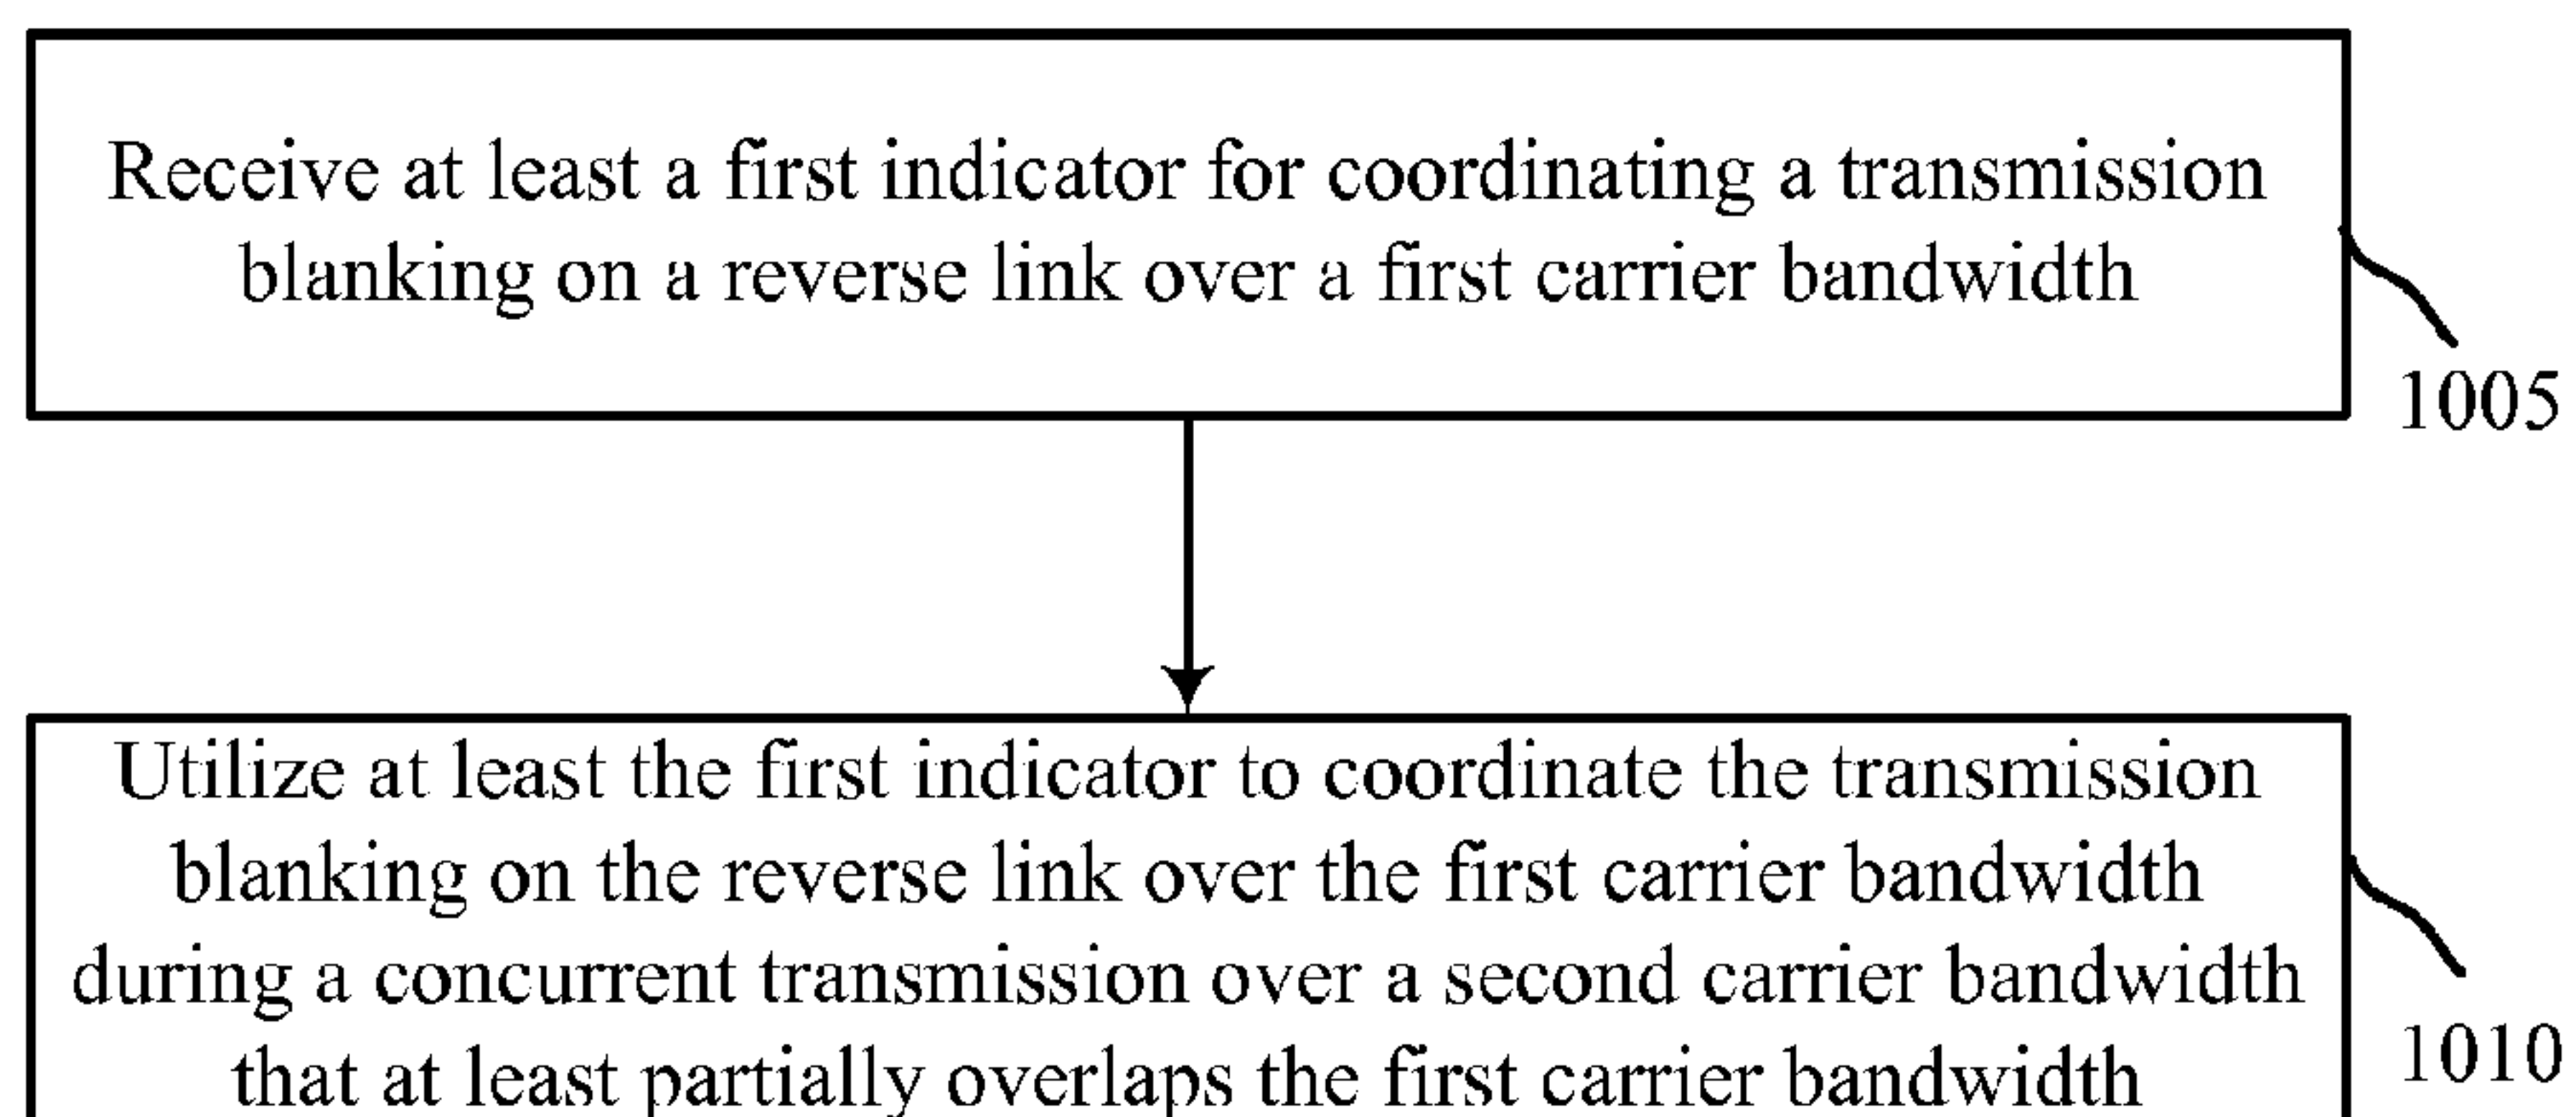 Receive at least a first indicator for coordinating a transmission
blanking on a reverse link over a first carrier bandwidth
1005
Utilize at least the first indicator to coordinate the transmission
blanking on the reverse link over the first carrier bandwidth
during a concurrent transmission over a second carrier bandwidth
that at least partially overlaps the first carrier bandwidth
1010